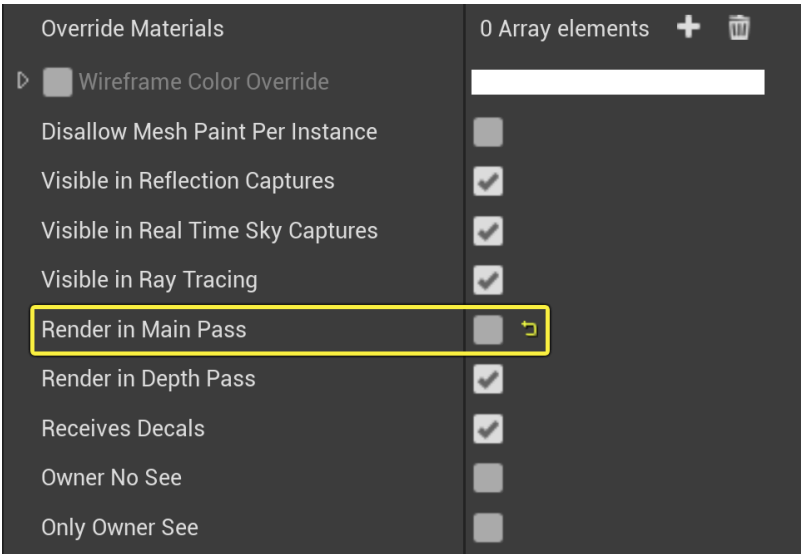 Override Materials 0 Array elements
Wireframe Color Override
Disallow Mesh Paint Per Instance
Visible in Reflection Captures
Visible in Real Time Sky Captures
Visible in Ray Tracing
Render in Main Pass
Render in Depth Pass
Receives Decals
Owner No See
Only Owner See